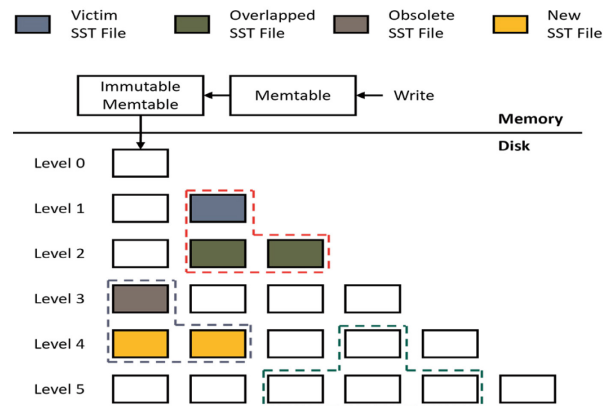 Victim
SST File
Overlapped
SST File
Obsolete
SST File
New
SST File
Immutable
Memtable
Memtable
Write
Memory
Disk
Level 0
Level 1
Level 2
Level 3
Level 4
Level 5